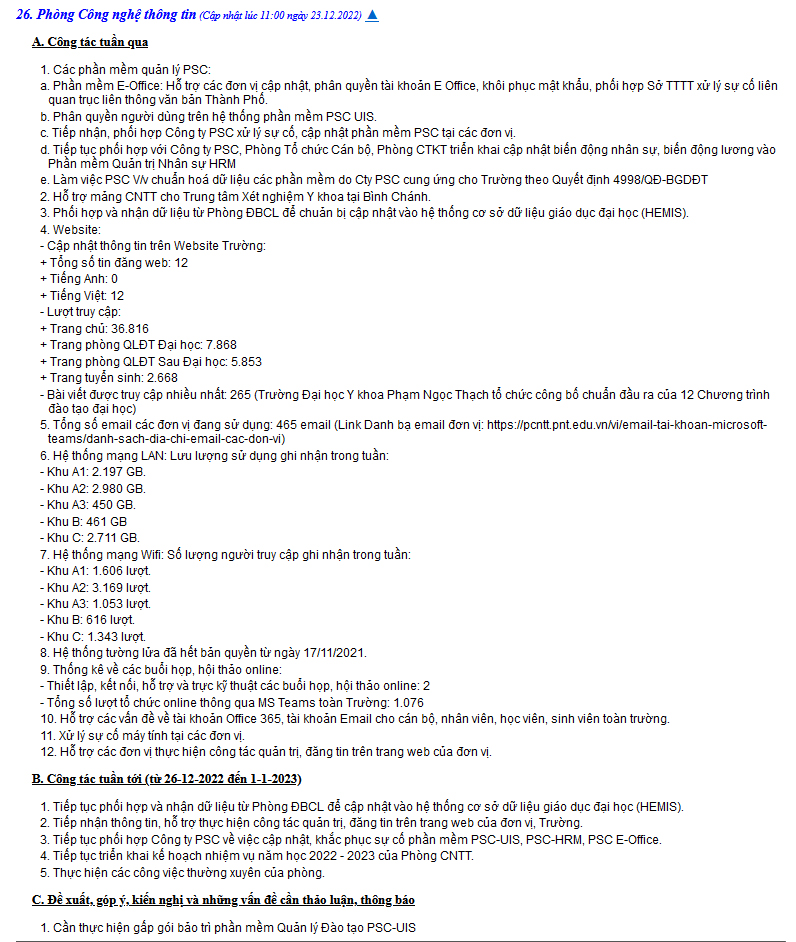 26. Phòng Công nghệ thông tin (Cập nhật lúc 11:00 ngày 23.12.2022) ▲
A. Công tác tuần qua
1. Các phần mềm quản lý PSC:
a. Phần mềm E-Office: Hỗ trợ các đơn vị cập nhật, phân quyền tài khoản E Office, khôi phục mật khẩu, phối hợp Sở TTTT xử lý sự cố liên
quan trục liên thông văn bản Thành Phố.
b. Phân quyền người dùng trên hệ thống phần mềm PSC UIS.
c. Tiếp nhận, phối hợp Công ty PSC xử lý sự cố, cập nhật phần mềm PSC tại các đơn vị.
d. Tiếp tục phối hợp với Công ty PSC, Phòng Tổ chức Cán bộ, Phòng CTKT triển khai cập nhật biến động nhân sự, biến động lương vào
Phần mềm Quản trị Nhân sự HRM
e. Làm việc PSC V/v chuẩn hoá dữ liệu các phần mềm do Cty PSC cung ứng cho Trường theo Quyết định 4998/QĐ-BGDĐT
2. Hỗ trợ mảng CNTT cho Trung tâm Xét nghiệm Y khoa tại Bình Chánh.
3. Phối hợp và nhận dữ liệu từ Phòng ĐBCL để chuẩn bị cập nhật vào hệ thống cơ sở dữ liệu giáo dục đại học (HEMIS).
4. Website:
- Cập nhật thông tin trên Website Trường:
+ Tổng số tin đăng web: 12
+ Tiếng Anh: 0
+ Tiếng Việt: 12
- Lượt truy cập:
+ Trang chủ: 36.816
+ Trang phòng QLĐT Đại học: 7.868
+ Trang phòng QLĐT Sau Đại học: 5.853
+ Trang tuyển sinh: 2.668
- Bài viết được truy cập nhiều nhất: 265 (Trường Đại học Y khoa Phạm Ngọc Thạch tổ chức công bố chuẩn đầu ra của 12 Chương trình
đào tạo đại học)
5. Tổng số email các đơn vị đang sử dụng: 465 email (Link Danh bạ email đơn vị: https://pcntt.pnt.edu.vn/vi/email-tai-khoan-microsoft-
teams/danh-sach-dia-chi-email-cac-don-vi)
6. Hệ thống mạng LAN: Lưu lượng sử dụng ghi nhận trong tuần:
- Khu A1: 2.197 GB.
- Khu A2: 2.980 GB.
- Khu A3: 450 GB.
- Khu B: 461 GB
- Khu C: 2.711 GB.
7. Hệ thống mạng Wifi: Số lượng người truy cập ghi nhận trong tuần:
- Khu A1: 1.606 lượt.
- Khu A2: 3.169 lượt.
- Khu A3: 1.053 lượt.
- Khu B: 616 lượt.
- Khu C: 1.343 lượt.
8. Hệ thống tường lửa đã hết bản quyền từ ngày 17/11/2021.
9. Thống kê về các buổi họp, hội thảo online:
- Thiết lập, kết nối, hỗ trợ và trực kỹ thuật các buổi họp, hội thảo online: 2
- Tổng số lượt tổ chức online thông qua MS Teams toàn Trường: 1.076
10. Hỗ trợ các vấn đề về tài khoản Office 365, tài khoản Email cho cán bộ, nhân viên, học viên, sinh viên toàn trường.
11. Xử lý sự cố máy tính tại các đơn vị.
12. Hỗ trợ các đơn vị thực hiện công tác quản trị, đăng tin trên trang web của đơn vị.
B. Công tác tuần tới (từ 26-12-2022 đến 1-1-2023)
1. Tiếp tục phối hợp và nhận dữ liệu từ Phòng ĐBCL để cập nhật vào hệ thống cơ sở dữ liệu giáo dục đại học (HEMIS).
2. Tiếp nhận thông tin, hỗ trợ thực hiện công tác quản trị, đăng tin trên trang web của đơn vị, Trường.
3. Tiếp tục phối hợp Công ty PSC về việc cập nhật, khắc phục sự cố phần mềm PSC-UIS, PSC-HRM, PSC E-Office.
4. Tiếp tục triển khai kế hoạch nhiệm vụ năm học 2022 - 2023 của Phòng CNTT.
5. Thực hiện các công việc thường xuyên của phòng.
C. Đề xuất, góp ý, kiến nghị và những vấn đề cần thảo luận, thông báo
1. Cần thực hiện gấp gói bảo trì phần mềm Quản lý Đào tạo PSC-UIS